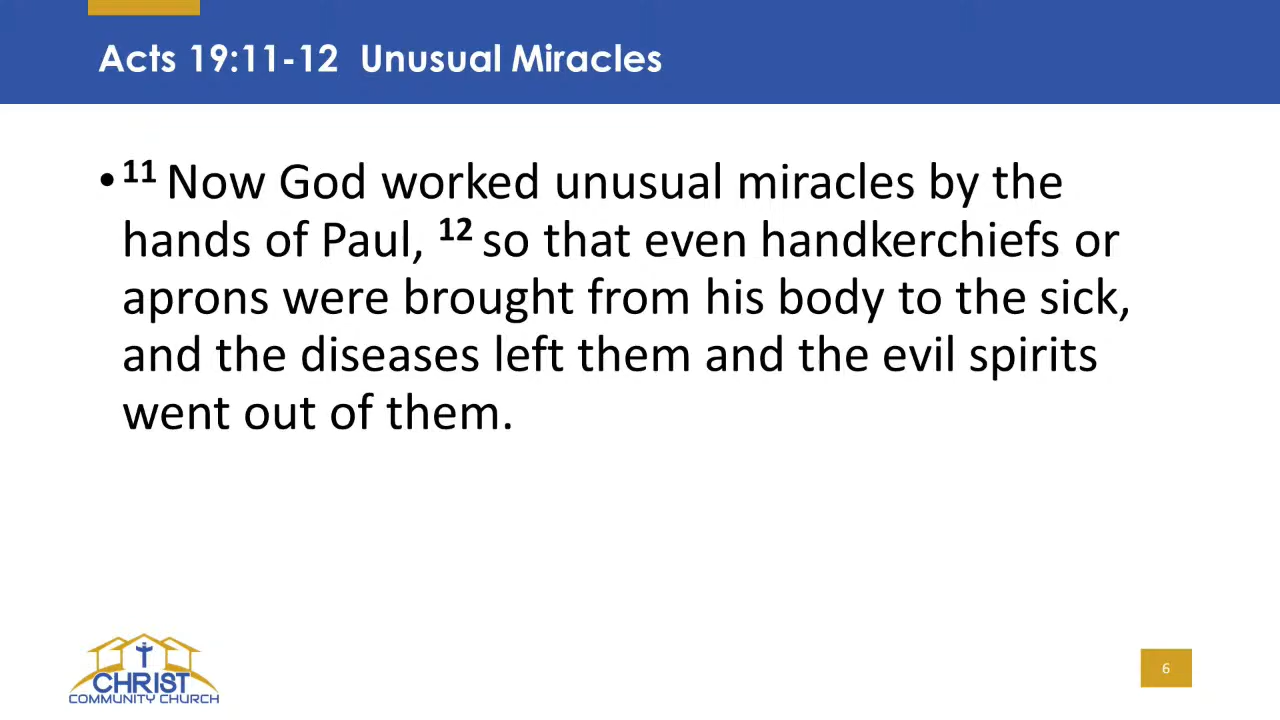 Acts 19:11-12  Unusual Miracles
• 11 Now God worked unusual miracles by the
hands of Paul, 12 so that even handkerchiefs or
aprons were brought from his body to the sick,
and the diseases left them and the evil spirits
went out of them.
CHRIST
COMMUNITY CHURCH
6